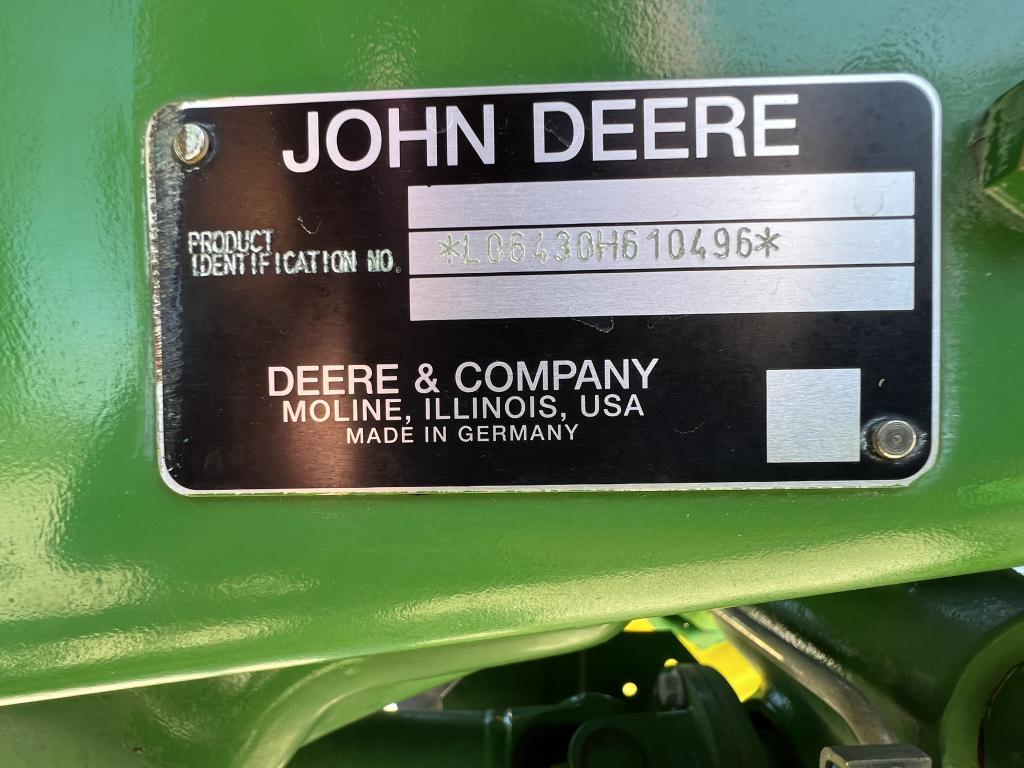 JOHN DEERE
PRODUCT
IDENTIFICATION NO.
*L06430H610496*
DEERE & COMPANY
MOLINE, ILLINOIS, USA
MADE IN GERMANY